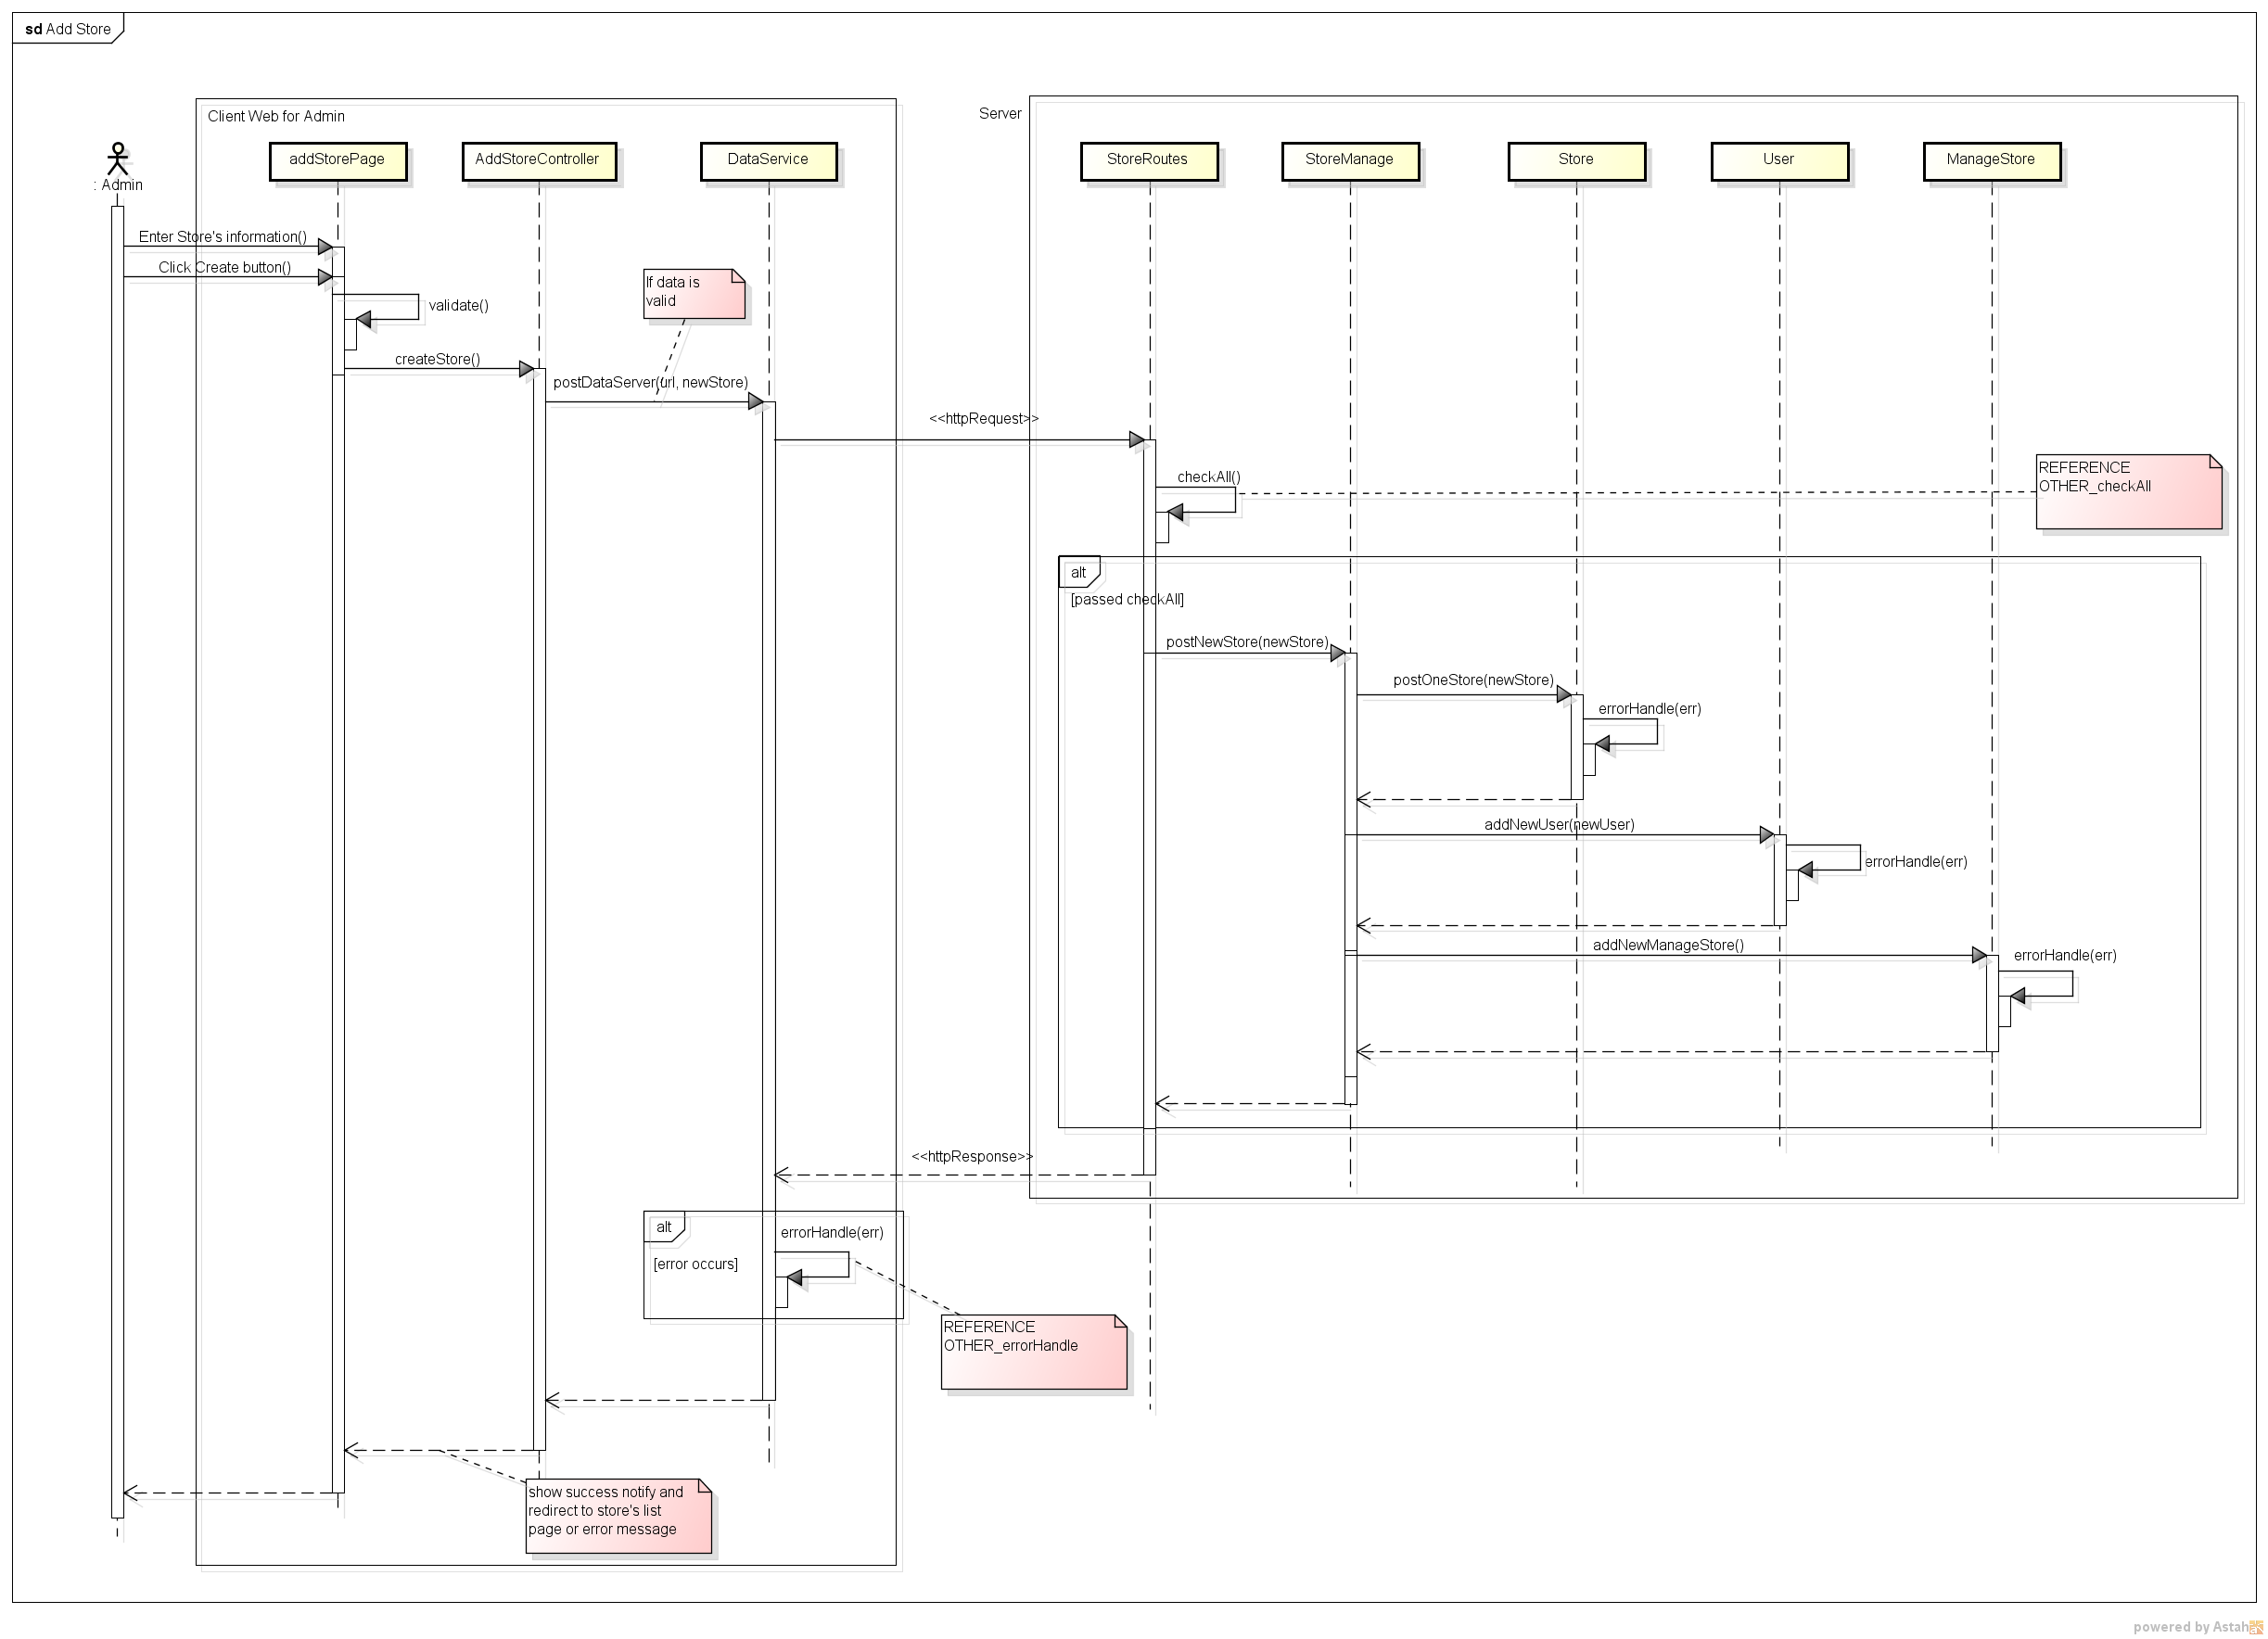 sd Add Store
Client Web for Admin
Server
: Admin
addStorePage
AddStoreController
DataService
StoreRoutes
StoreManage
Store
User
ManageStore
Enter Store's information()
Click Create button()
If data is
valid
validate()
createStore()
postDataServer(url, newStore)
<<httpRequest>>
checkAll()
REFERENCE
OTHER_checkAll
alt
[passed checkAll]
postNewStore(newStore)
postOneStore(newStore)
errorHandle(err)
addNewUser(newUser)
errorHandle(err)
addNewManageStore()
errorHandle(err)
<<httpResponse>>
alt
errorHandle(err)
[error occurs]
REFERENCE
OTHER_errorHandle
show success notify and
redirect to store's list
page or error message
powered by Astah